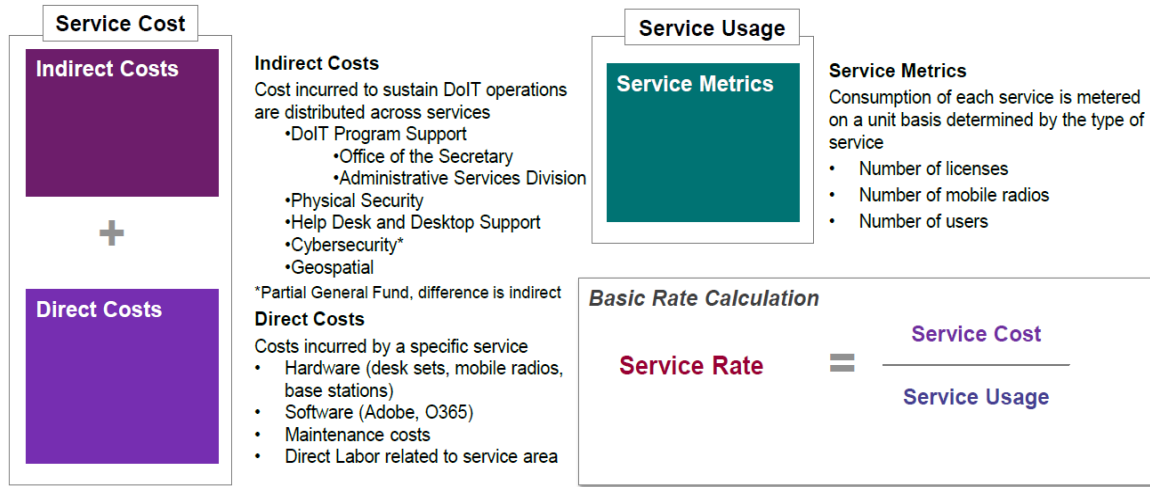 Service Cost
Indirect Costs
+
Direct Costs
Indirect Costs
Cost incurred to sustain DoIT operations
are distributed across services
•DoIT Program Support
•Office of the Secretary
•Administrative Services Division
•Physical Security
•Help Desk and Desktop Support
•Cybersecurity*
•Geospatial
*Partial General Fund, difference is indirect
Direct Costs
Costs incurred by a specific service
• Hardware (desk sets, mobile radios,
base stations)
• Software (Adobe, O365)
• Maintenance costs
• Direct Labor related to service area
Service Usage
Service Metrics
Service Metrics
Consumption of each service is metered
on a unit basis determined by the type of
service
• Number of licenses
• Number of mobile radios
• Number of users
Basic Rate Calculation
Service Rate
=
Service Cost
Service Usage